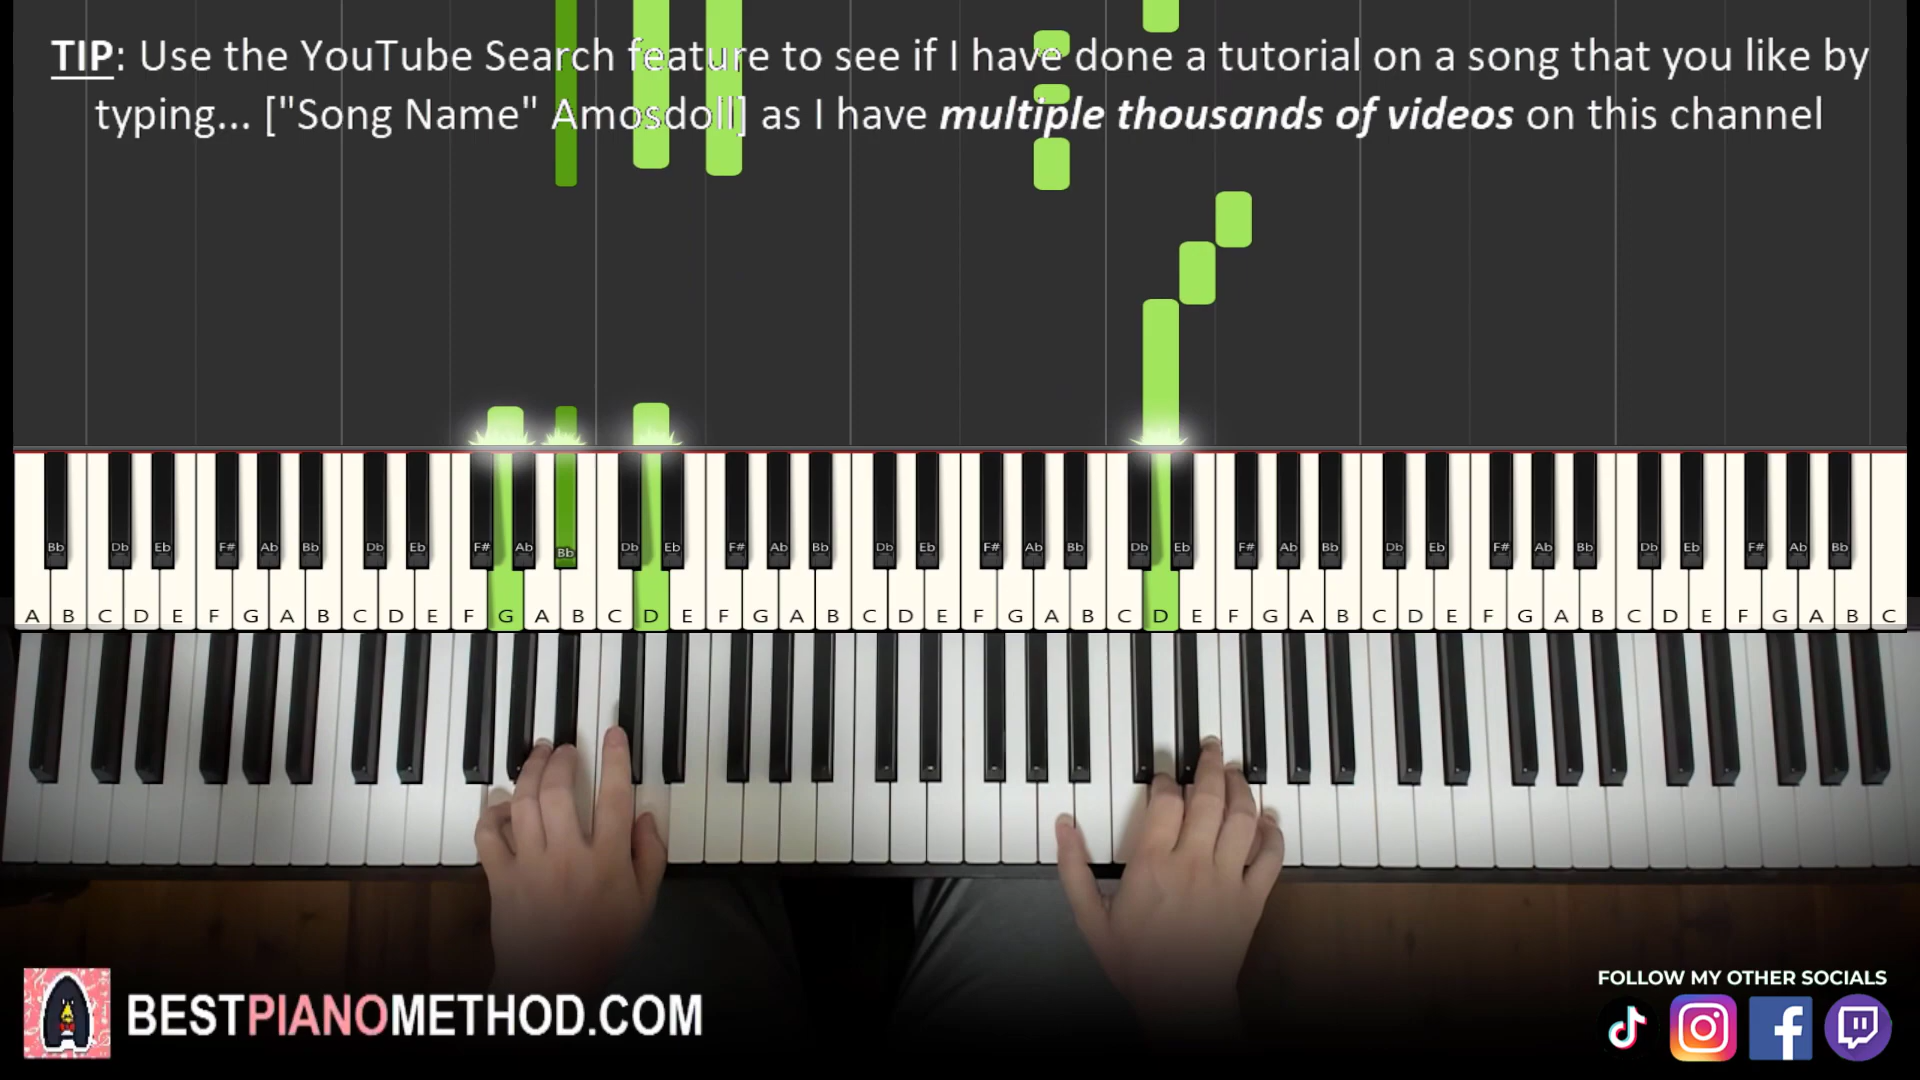 TIP: Use the YouTube Search feature to see if I have done a tutorial on a song that you like by
typing... ["Song Name" Amosdoll] as I have multiple thousands of videos on this channel
Bb Db Eb F# Ab Bb Db Eb F# Ab Bb Db Eb F# Ab Bb Db Eb F# Ab Bb Db Eb F# Ab Bb Db Eb F# Ab Bb Db Eb F# Ab Bb
A B C D E F G A B C D E F G A B C D E F G A B C D E F G A B C D E F G A B C D E F G A B C D E F G A B C
FOLLOW MY OTHER SOCIALS
BESTPIANOMETHOD.COM